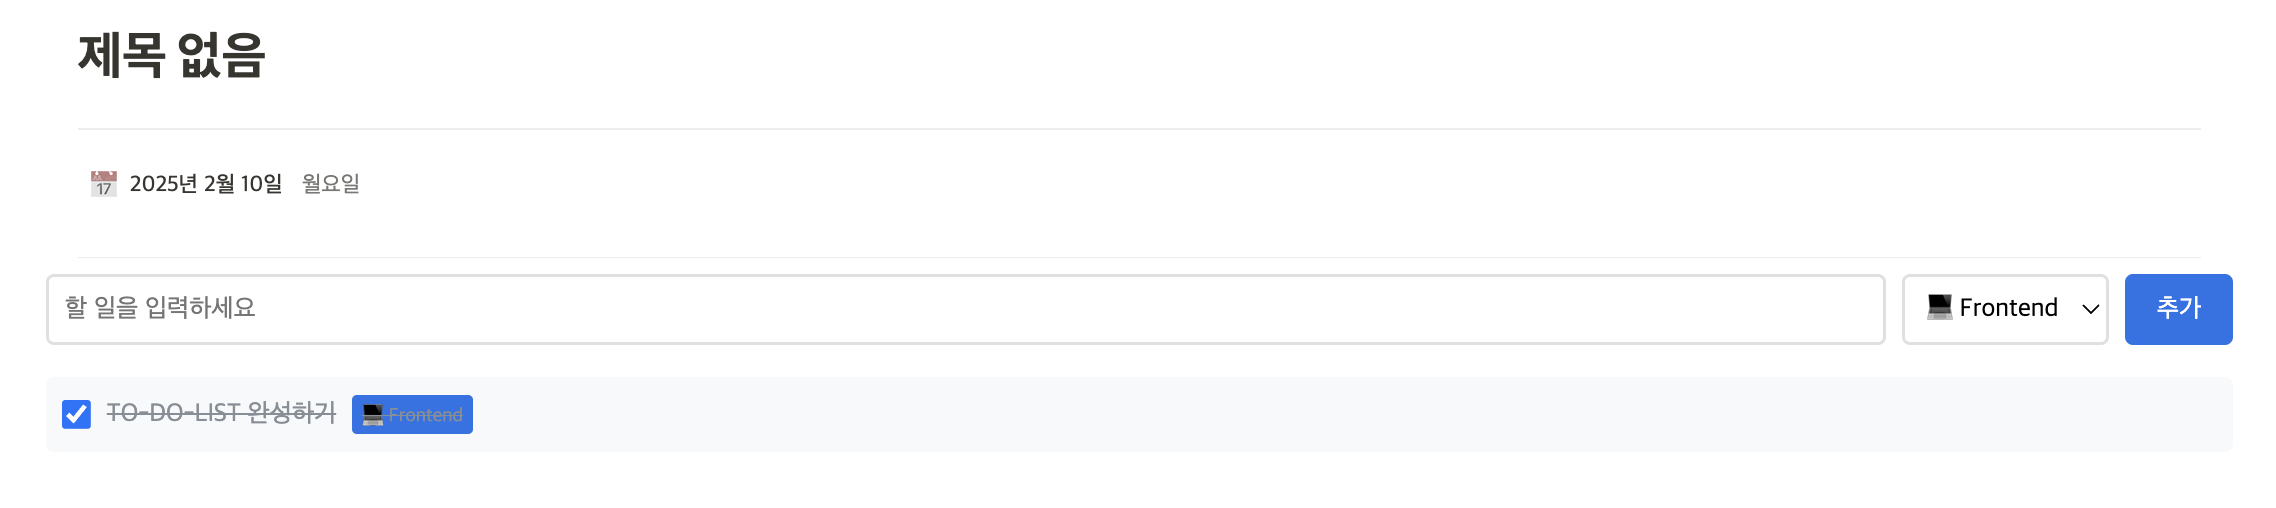 제목 없음
17 2025년 2월 10일 월요일
할 일을 입력하세요 Frontend 추가
TO-DO-LIST 완성하기 Frontend